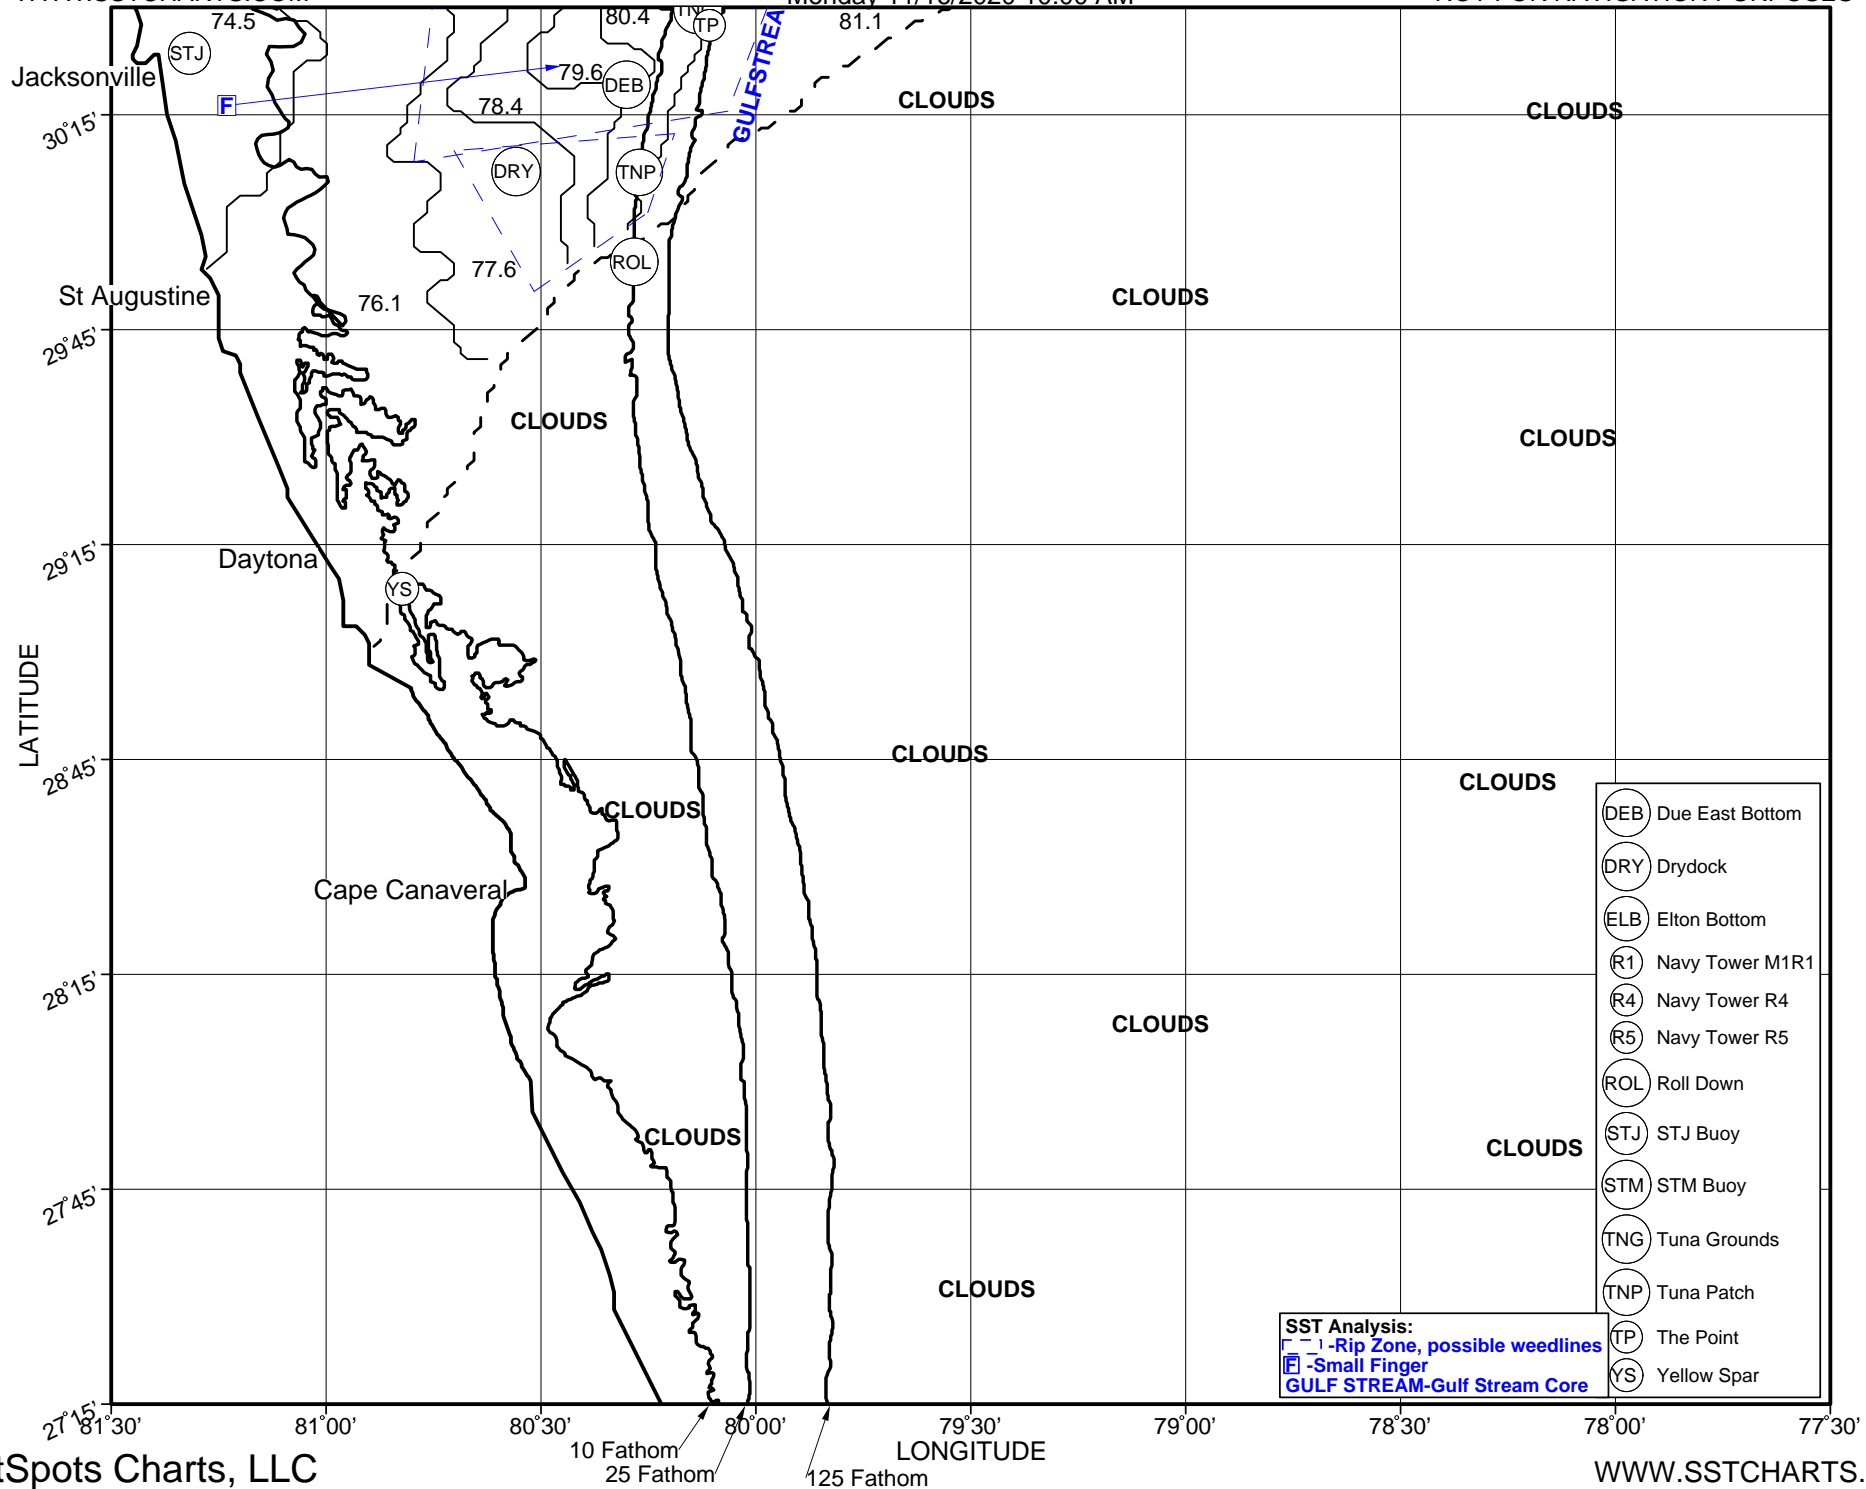 74.5
80.4
TP
81.1
STJ
Jacksonville
79.6
DEB
F
78.4
GULFSTREA
CLOUDS
CLOUDS
30°15'
DRY
TNP
ROL
77.6
St Augustine
76.1
CLOUDS
29°45'
CLOUDS
CLOUDS
29°15'
Daytona
YS
LATITUDE
28°45'
CLOUDS
CLOUDS
CLOUDS
Cape Canaveral
28°15'
CLOUDS
CLOUDS
CLOUDS
27°45'
CLOUDS
DEB Due East Bottom
DRY Drydock
ELB Elton Bottom
R1 Navy Tower M1R1
R4 Navy Tower R4
R5 Navy Tower R5
ROL Roll Down
STJ STJ Buoy
STM STM Buoy
TNG Tuna Grounds
TNP Tuna Patch
TP The Point
YS Yellow Spar
SST Analysis:
-Rip Zone, possible weedlines
F -Small Finger
GULF STREAM-Gulf Stream Core
27°15'
81°30' 81°00' 80°30' 80°00' 79°30' 79°00' 78°30' 78°00' 77°30'
10 Fathom
25 Fathom
125 Fathom
LONGITUDE
tSpots Charts, LLC
WWW.SSTCHARTS.